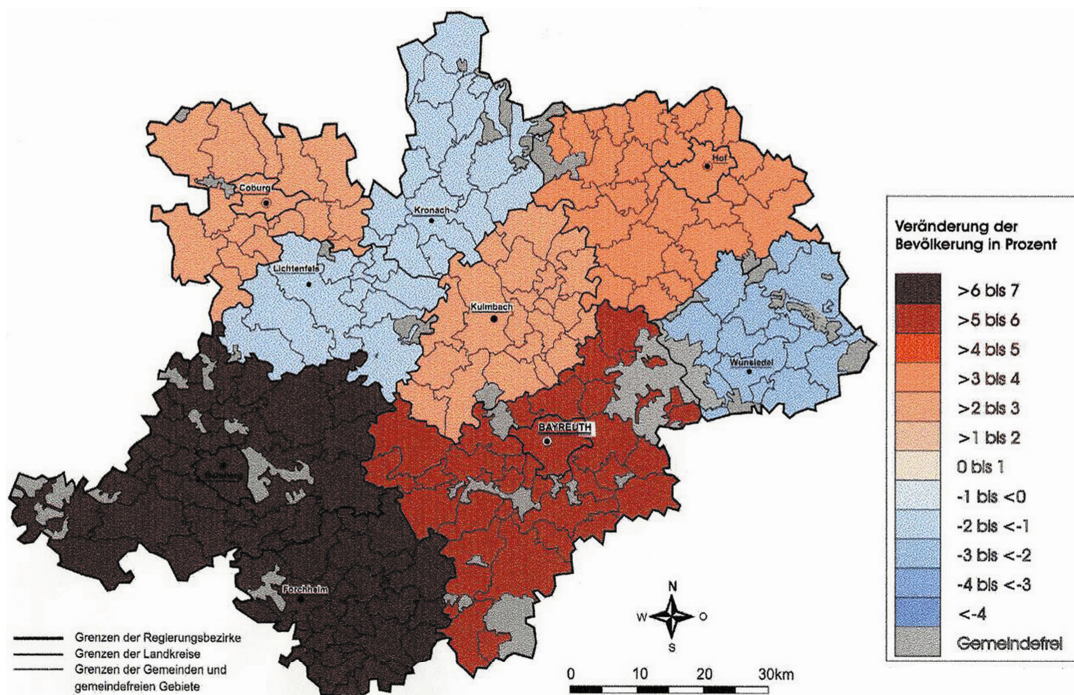 Hof
Coburg
Kronach
Lichtenfels
Kulmbach
Wunsiedel
BAYREUTH
Forchheim
Veränderung der
Bevölkerung in Prozent
>6 bis 7
>5 bis 6
>4 bis 5
>3 bis 4
>2 bis 3
>1 bis 2
0 bis 1
-1 bis <0
-2 bis <-1
-3 bis <-2
-4 bis <-3
<-4
Gemeindefrei
Grenzen der Regierungsbezirke
Grenzen der Landkreise
Grenzen der Gemeinden und
gemeindefreien Gebiete
N
W O
S
0 10 20 30km